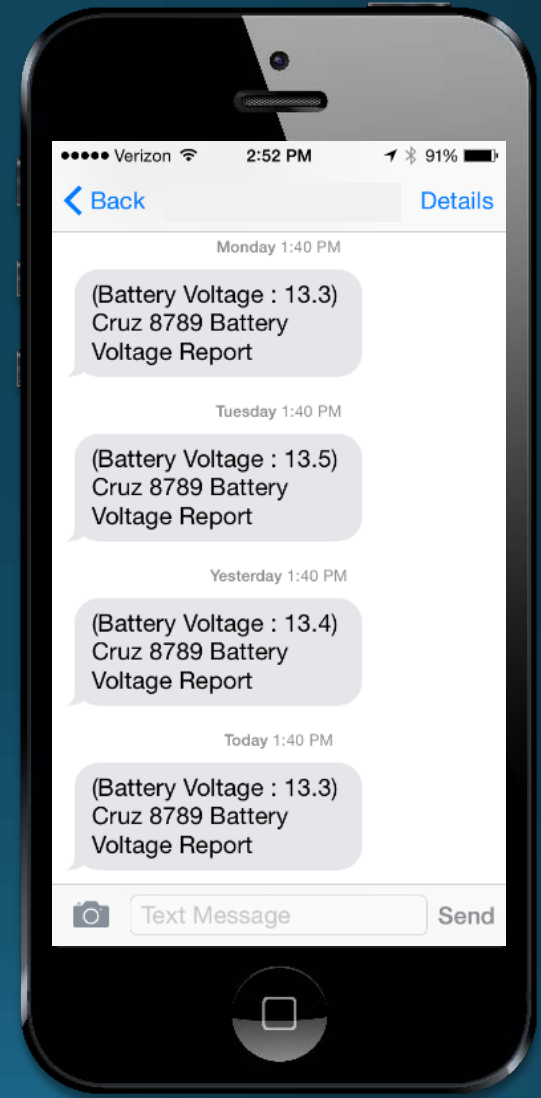 Verizon 2:52 PM 91%
Back Details
Monday 1:40 PM
(Battery Voltage : 13.3)
Cruz 8789 Battery
Voltage Report
Tuesday 1:40 PM
(Battery Voltage : 13.5)
Cruz 8789 Battery
Voltage Report
Yesterday 1:40 PM
(Battery Voltage : 13.4)
Cruz 8789 Battery
Voltage Report
Today 1:40 PM
(Battery Voltage : 13.3)
Cruz 8789 Battery
Voltage Report
Text Message Send